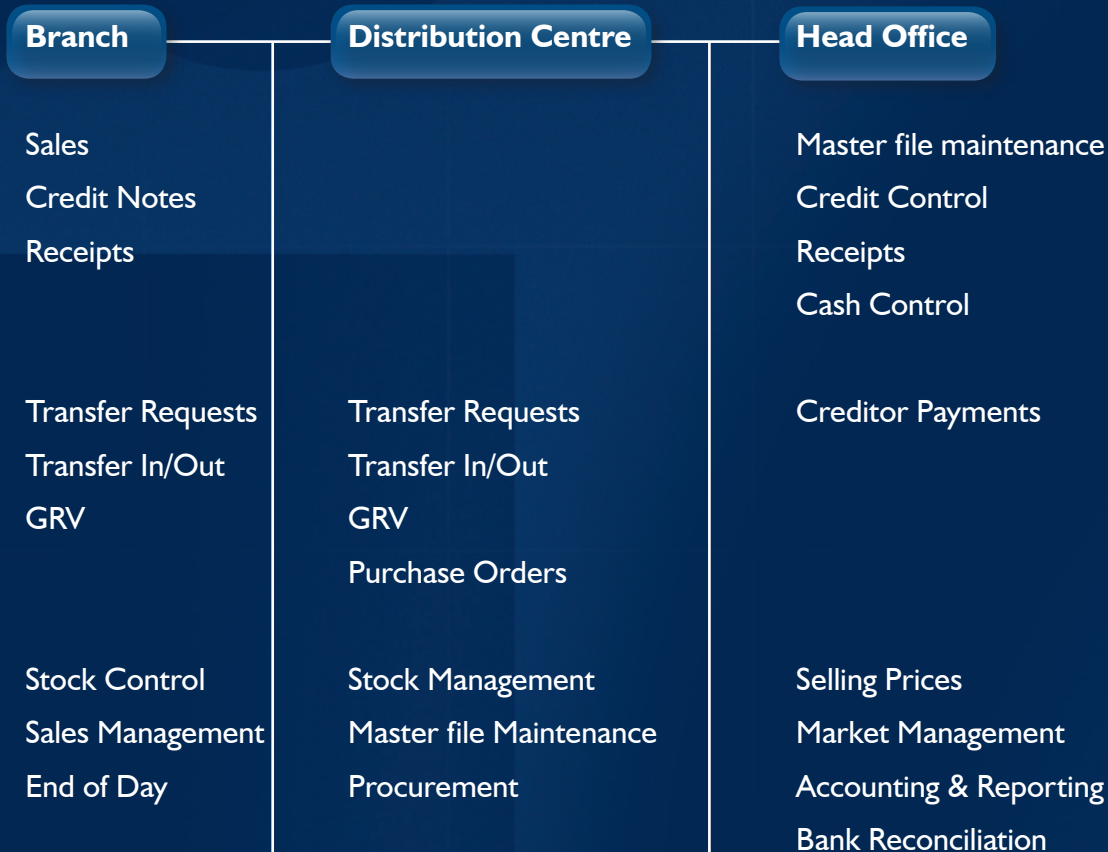 Branch
Distribution Centre
Head Office
Sales
Master file maintenance
Credit Notes
Credit Control
Receipts
Receipts
Cash Control
Transfer Requests
Transfer Requests
Creditor Payments
Transfer In/Out
Transfer In/Out
GRV
GRV
Purchase Orders
Stock Control
Stock Management
Selling Prices
Sales Management
Master file Maintenance
Market Management
End of Day
Procurement
Accounting & Reporting
Bank Reconciliation